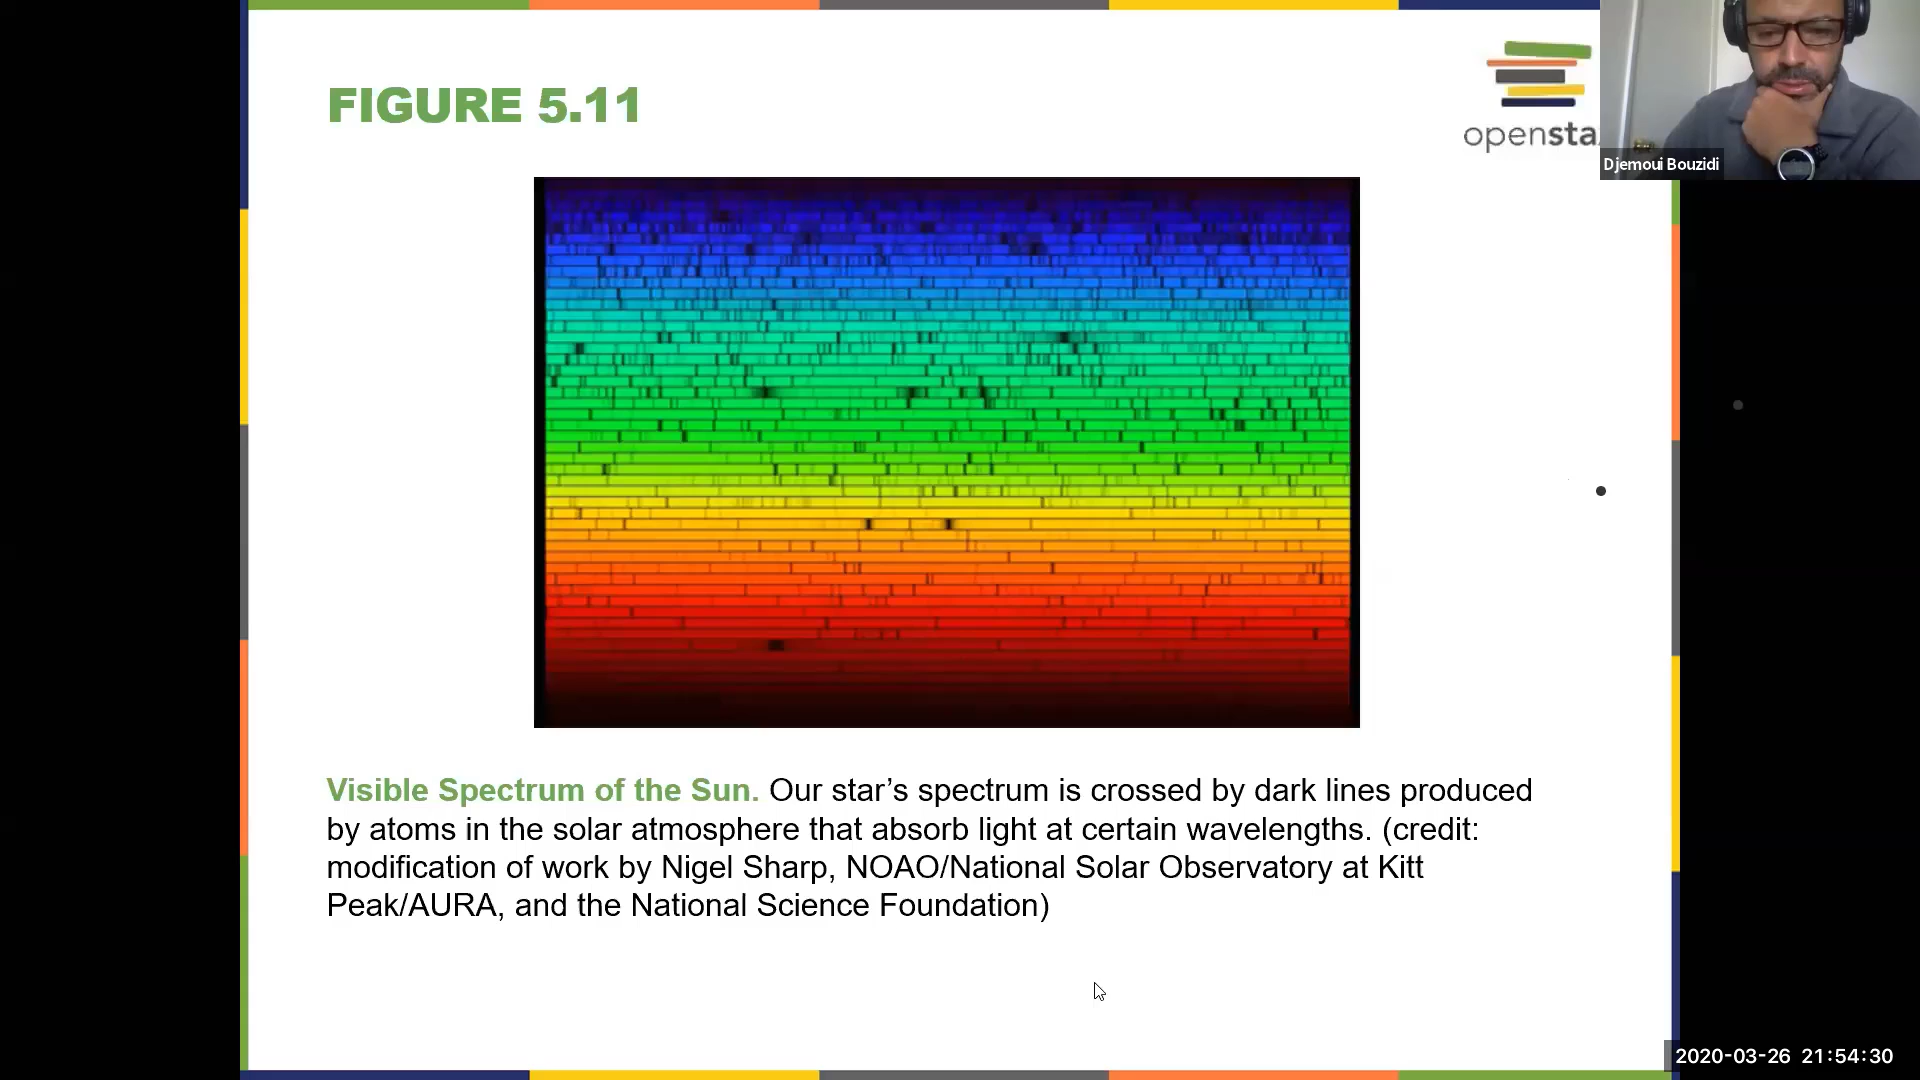 FIGURE 5.11
opensta
Djemoui Bouzidi
Visible Spectrum of the Sun. Our star’s spectrum is crossed by dark lines produced
by atoms in the solar atmosphere that absorb light at certain wavelengths. (credit:
modification of work by Nigel Sharp, NOAO/National Solar Observatory at Kitt
Peak/AURA, and the National Science Foundation)
2020-03-26 21:54:30